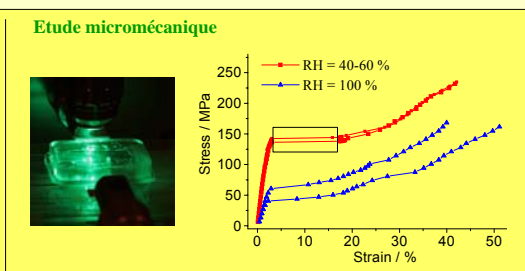 Etude micromécanique
RH = 40-60 %
RH = 100 %
Stress / MPa
250
200
150
100
50
0
0 10 20 30 40 50
Strain / %